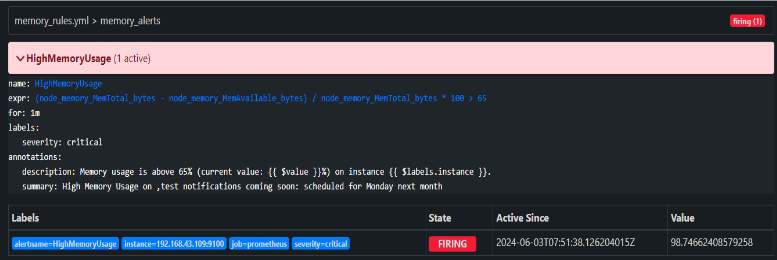 memory_rules.yml > memory_alerts
firing (1)
HighMemoryUsage (1 active)
name: HighMemoryUsage
expr: (node_memory_MemTotal_bytes - node_memory_MemAvailable_bytes) / node_memory_MemTotal_bytes * 100 > 65
for: 1m
labels:
severity: critical
annotations:
description: Memory usage is above 65% (current value: {{ $value }}%) on instance {{ $labels.instance }}.
summary: High Memory Usage on ,test notifications coming soon: scheduled for Monday next month
Labels State Active Since Value
alertname=HighMemoryUsage instance=192.168.43.109:9100 job=prometheus severity=critical FIRING 2024-06-03T07:51:38.126204015Z 98.74662408579258